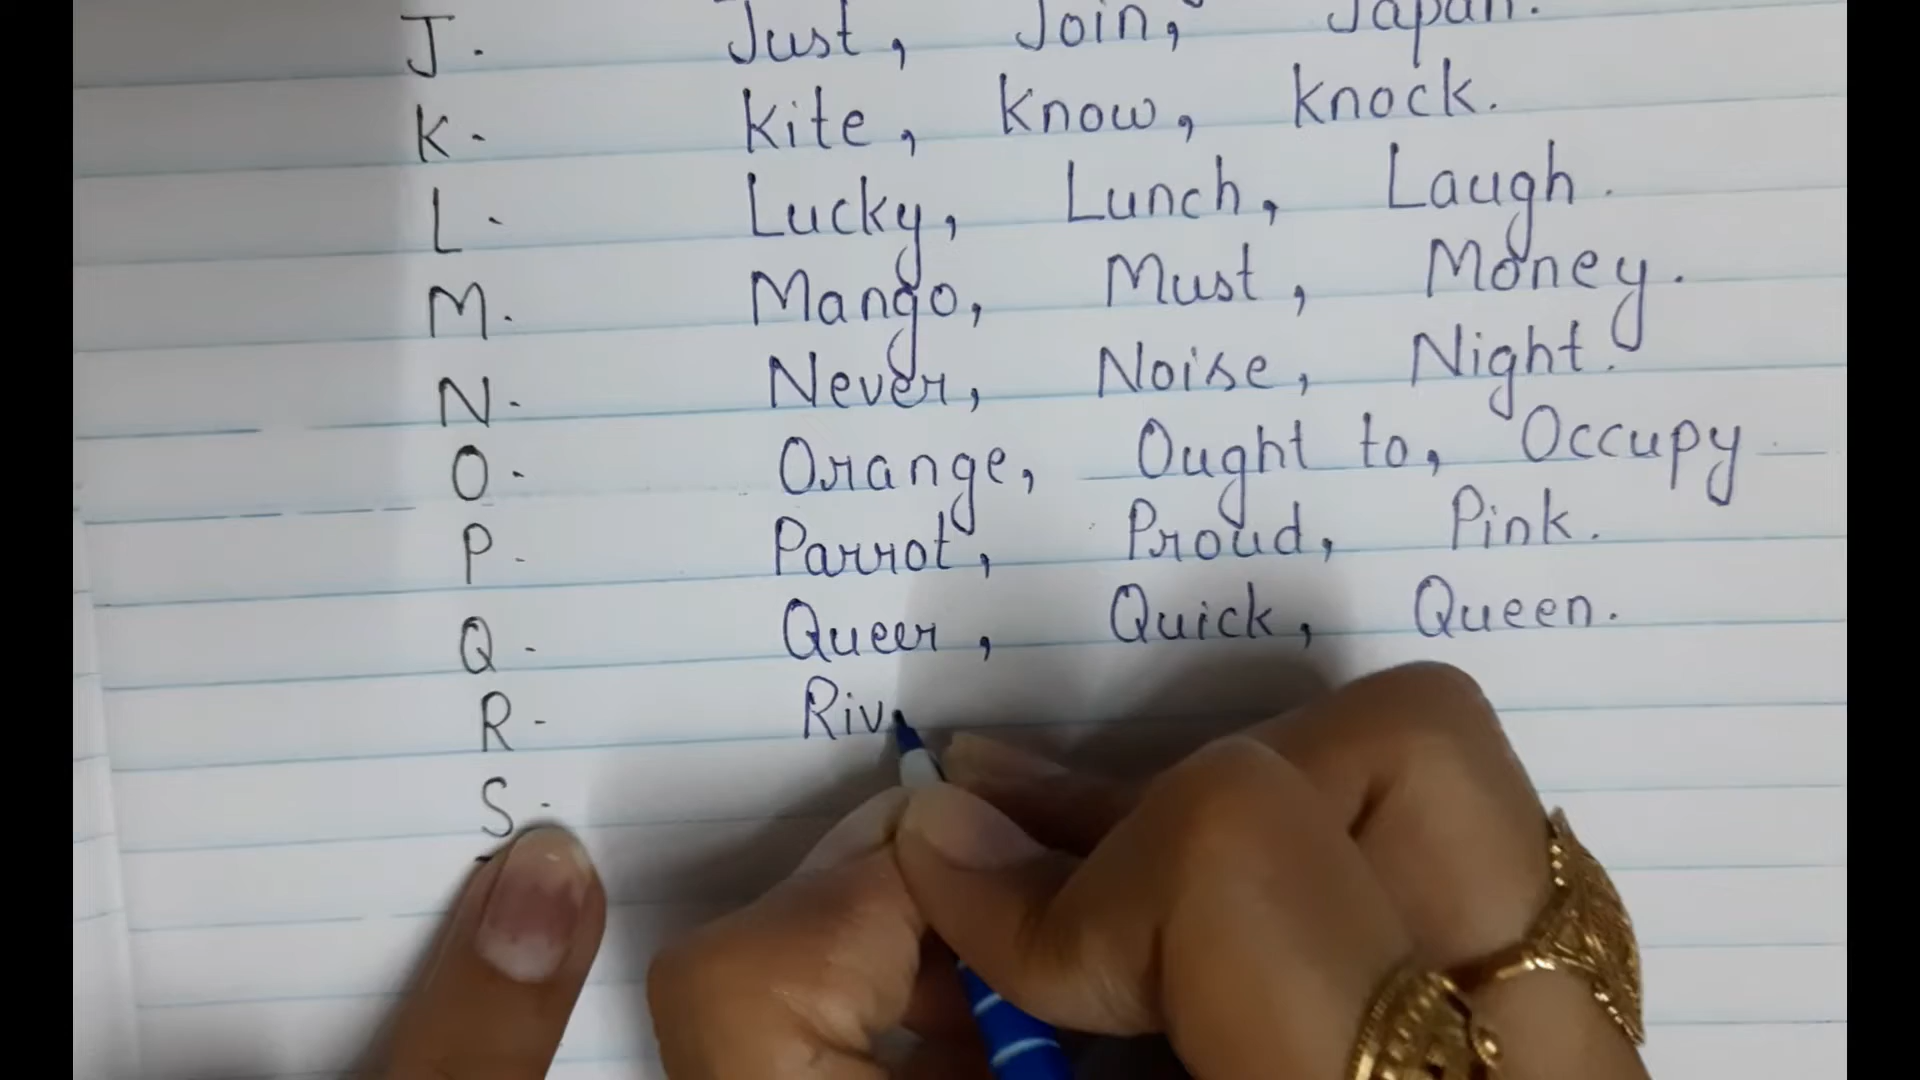 J. Just, Join, Japan.
K. Kite, Know, Knock.
L. Lucky, Lunch, Laugh.
M. Mango, Must, Money.
N. Never, Noise, Night.
O. Orange, Ought to, Occupy
P. Parrot, Proud, Pink.
Q. Queer, Quick, Queen.
R. Riv
S.